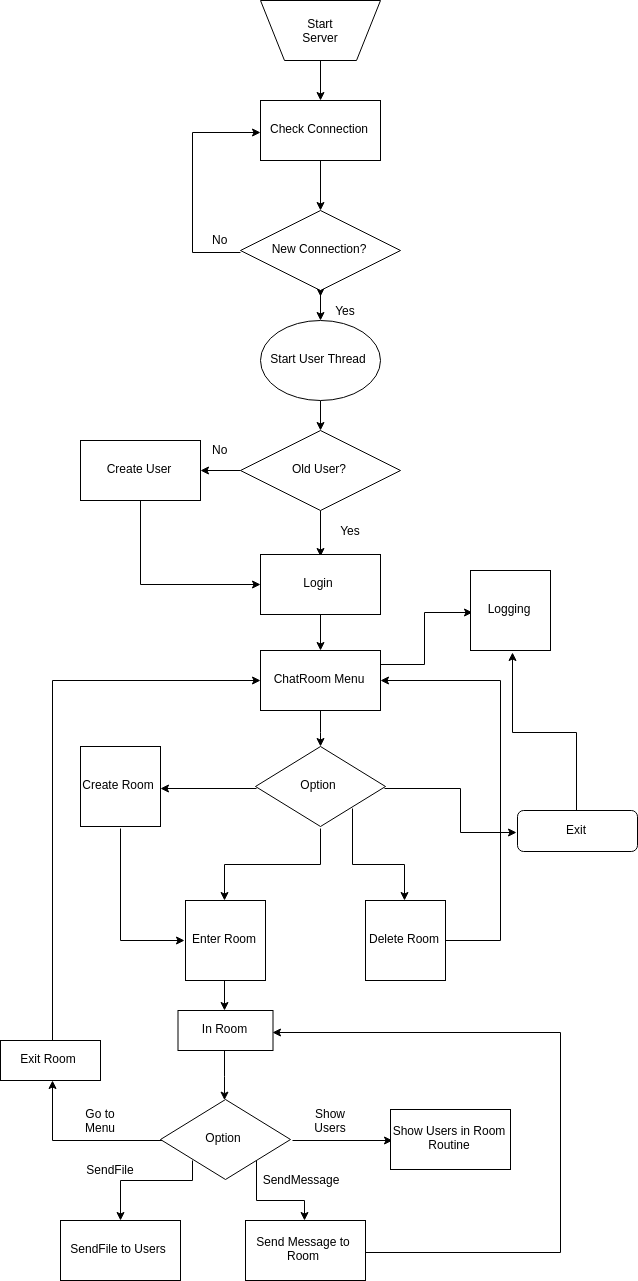 Start
Server
Check Connection
No
New Connection?
Yes
Start User Thread
No
Create User
Old User?
Yes
Login
Logging
ChatRoom Menu
Create Room
Option
Exit
Enter Room
Delete Room
In Room
Exit Room
Go to
Menu
Option
Show
Users
Show Users in Room
Routine
SendFile
SendMessage
SendFile to Users
Send Message to
Room